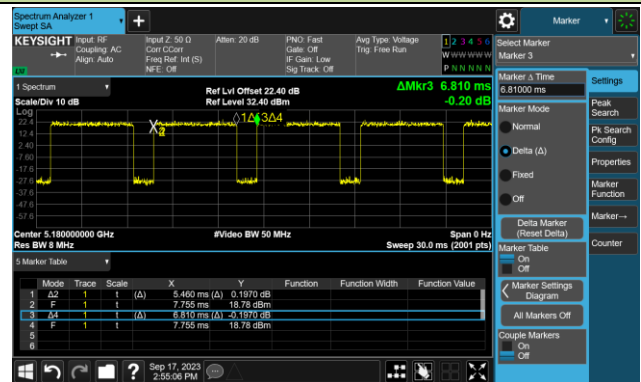 Spectrum Analyzer 1
Swept SA
Marker
KEYSIGHT
Input: RF
Coupling: AC
Align: Auto
Input Z: 50 Ω
Corr CCorr
Freq Ref: Int (S)
NFE: Off
Atten: 20 dB
PNO: Fast
Gate: Off
IF Gain: Low
Sig Track: Off
Avg Type: Voltage
Trig: Free Run
1 2 3 4 5 6
W W W W W W
P N N N N N
LXI
Select Marker
Marker 3
1 Spectrum
Scale/Div 10 dB
Ref Lvl Offset 22.40 dB
Ref Level 32.40 dBm
ΔMkr3 6.810 ms
-0.20 dB
Marker Δ Time
6.81000 ms
Settings
Peak Search
Pk Search Config
Properties
Marker Function
Marker→
Counter
Marker Mode
Normal
Delta (Δ)
Fixed
Off
Delta Marker
(Reset Delta)
Marker Table
On
Off
Marker Settings Diagram
All Markers Off
Couple Markers
On
Off
Log
22.4
12.4
2.40
-7.60
-17.6
-27.6
-37.6
-47.6
-57.6
Center 5.180000000 GHz
Res BW 8 MHz
#Video BW 50 MHz
Span 0 Hz
Sweep 30.0 ms (2001 pts)
5 Marker Table
Mode Trace Scale X Y Function Function Width Function Value
1 Δ2 1 t (Δ) 5.460 ms (Δ) 0.1970 dB
2 F 1 t 7.755 ms 18.78 dBm
3 Δ4 1 t (Δ) 6.810 ms (Δ) -0.1970 dB
4 F 1 t 7.755 ms 18.78 dBm
5
6
?
Sep 17, 2023
2:55:06 PM